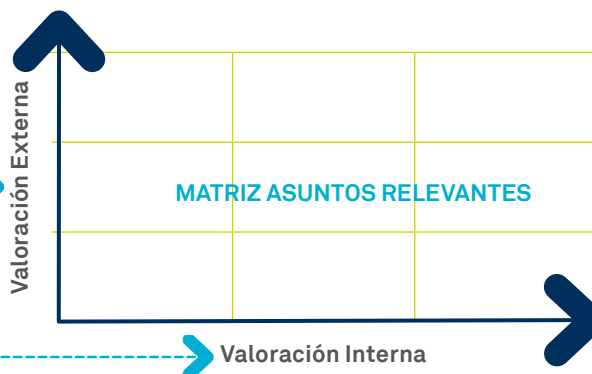 Valoración Externa
MATRIZ ASUNTOS RELEVANTES
Valoración Interna